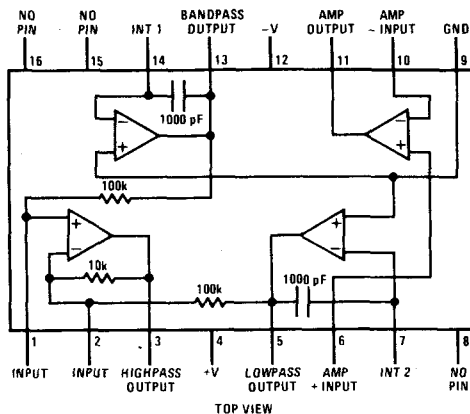 NO PIN
NO PIN
INT 1
BANDPASS OUTPUT
-V
AMP OUTPUT
AMP - INPUT
GND
16
15
14
13
12
11
10
9
1000 pF
100k
10k
100k
1000 pF
1
2
3
4
5
6
7
8
INPUT
INPUT
HIGHPASS OUTPUT
+V
LOWPASS OUTPUT
AMP + INPUT
INT 2
NO PIN
TOP VIEW